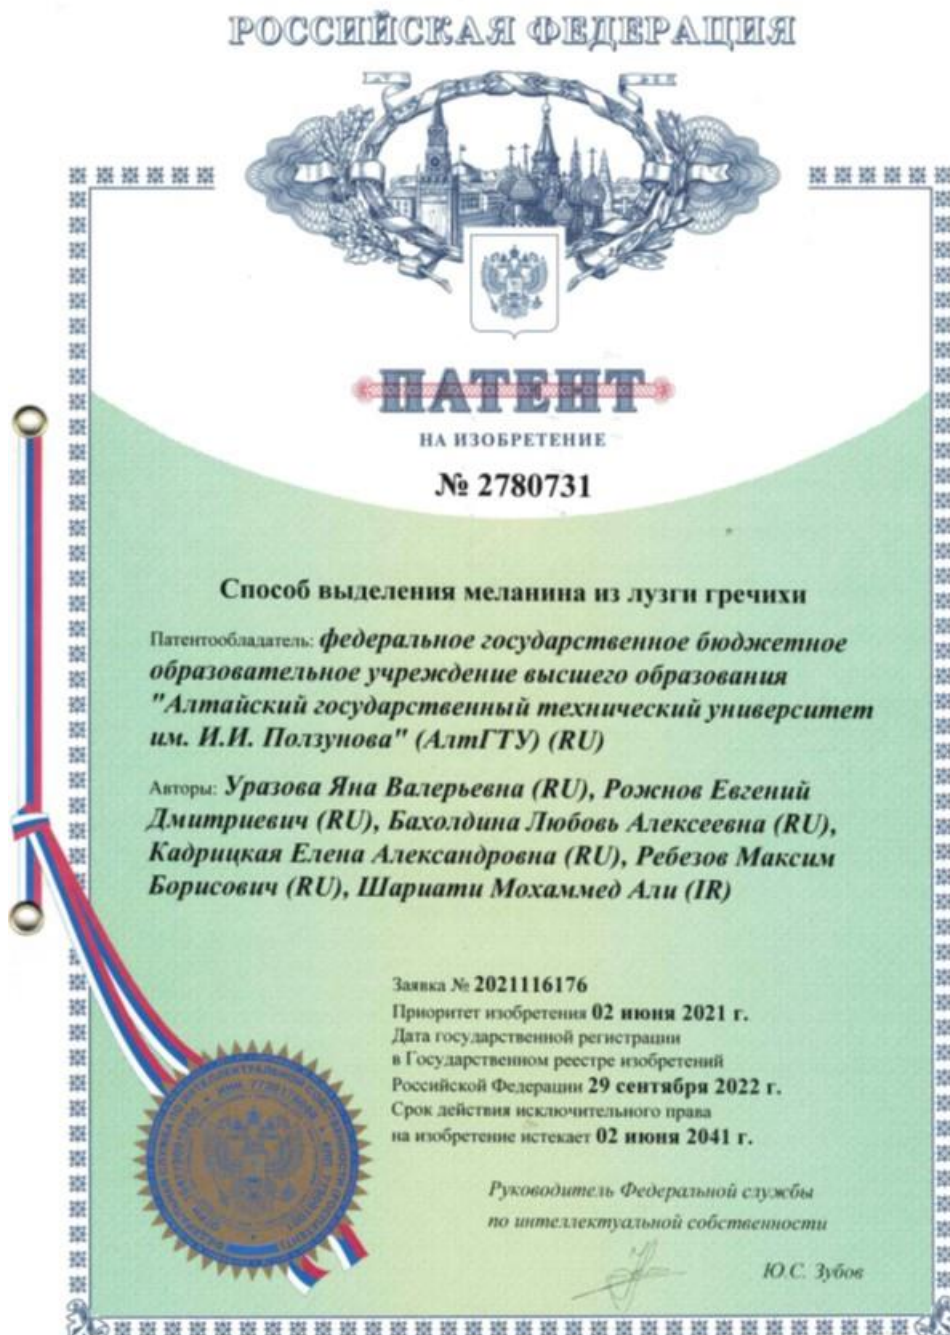 РОССИЙСКАЯ ФЕДЕРАЦИЯ
ПАТЕНТ
НА ИЗОБРЕТЕНИЕ
№ 2780731
Способ выделения меланина из лузги гречихи
Патентообладатель: федеральное государственное бюджетное
образовательное учреждение высшего образования
"Алтайский государственный технический университет
им. И.И. Ползунова" (АлтГТУ) (RU)
Авторы: Уразова Яна Валерьевна (RU), Рожнов Евгений
Дмитриевич (RU), Бахолдина Любовь Алексеевна (RU),
Кадрицкая Елена Александровна (RU), Ребезов Максим
Борисович (RU), Шариати Мохаммед Али (IR)
Заявка № 2021116176
Приоритет изобретения 02 июня 2021 г.
Дата государственной регистрации
в Государственном реестре изобретений
Российской Федерации 29 сентября 2022 г.
Срок действия исключительного права
на изобретение истекает 02 июня 2041 г.
Руководитель Федеральной службы
по интеллектуальной собственности
Ю.С. Зубов